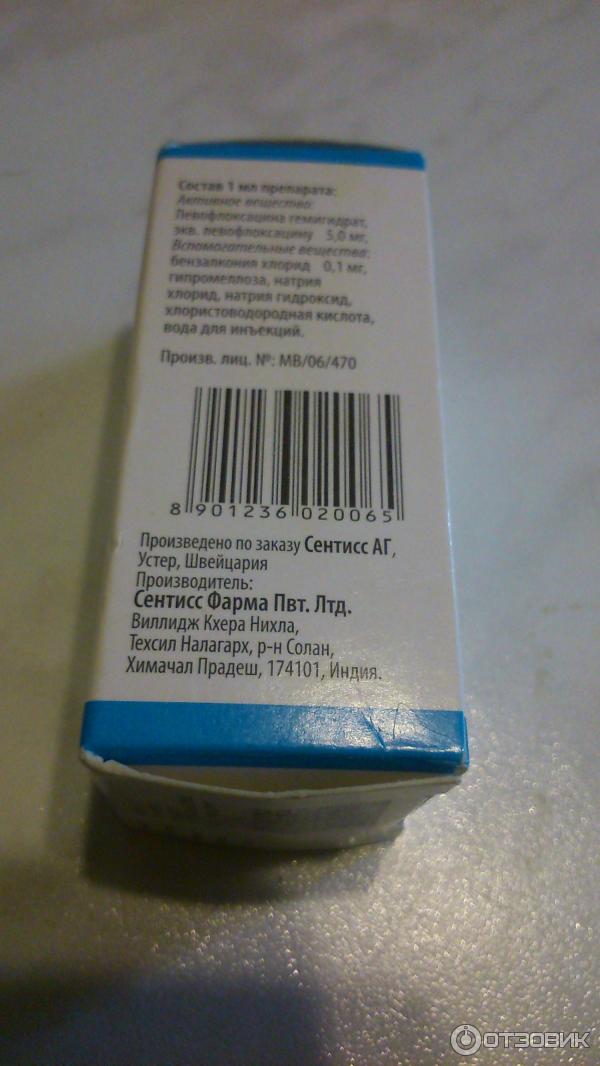 Состав 1 мл препарата:
Активное вещество:
Левофлоксацина гемигидрат,
экв. левофлоксацину 5,0 мг,
Вспомогательные вещества:
бензалкония хлорид 0,1 мг,
гипромеллоза, натрия
хлорид, натрия гидроксид,
хлористоводородная кислота,
вода для инъекций.
Произв. лиц. №: МВ/06/470
8 901236 020065
Произведено по заказу Сентисс АГ,
Устер, Швейцария
Производитель:
Сентисс Фарма Пвт. Лтд.
Виллидж Кхера Нихла,
Техсил Налагарх, р-н Солан,
Химачал Прадеш, 174101, Индия.
ОТЗОВИК